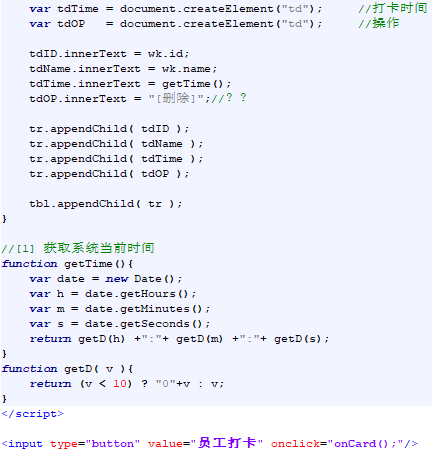 var tdTime = document.createElement("td");    //打卡时间
var tdOP   = document.createElement("td");    //操作
tdID.innerText = wk.id;
tdName.innerText = wk.name;
tdTime.innerText = getTime();
tdOP.innerText = "[删除]";//？？
tr.appendChild( tdID );
tr.appendChild( tdName );
tr.appendChild( tdTime );
tr.appendChild( tdOP );
tbl.appendChild( tr );
}
//[1] 获取系统当前时间
function getTime(){
var date = new Date();
var h = date.getHours();
var m = date.getMinutes();
var s = date.getSeconds();
return getD(h) +":"+ getD(m) +":"+ getD(s);
}
function getD( v ){
return (v < 10) ? "0"+v : v;
}
</script>
<input type="button" value="员工打卡" onclick="onCard();"/>